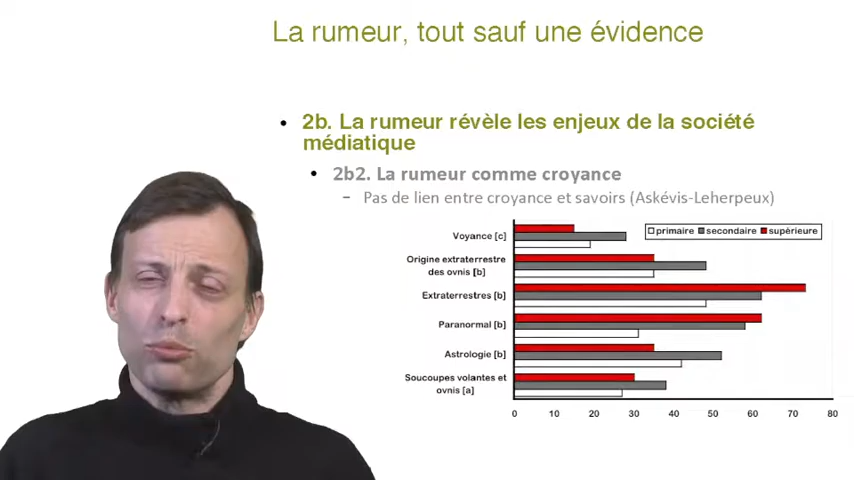 La rumeur, tout sauf une évidence
• 2b. La rumeur révèle les enjeux de la société
médiatique
• 2b2. La rumeur comme croyance
– Pas de lien entre croyance et savoirs (Askévis-Leherpeux)
primaire secondaire supérieure
Voyance [c]
Origine extraterrestre
des ovnis [b]
Extraterrestres [b]
Paranormal [b]
Astrologie [b]
Soucoupes volantes et
ovnis [a]
0 10 20 30 40 50 60 70 80